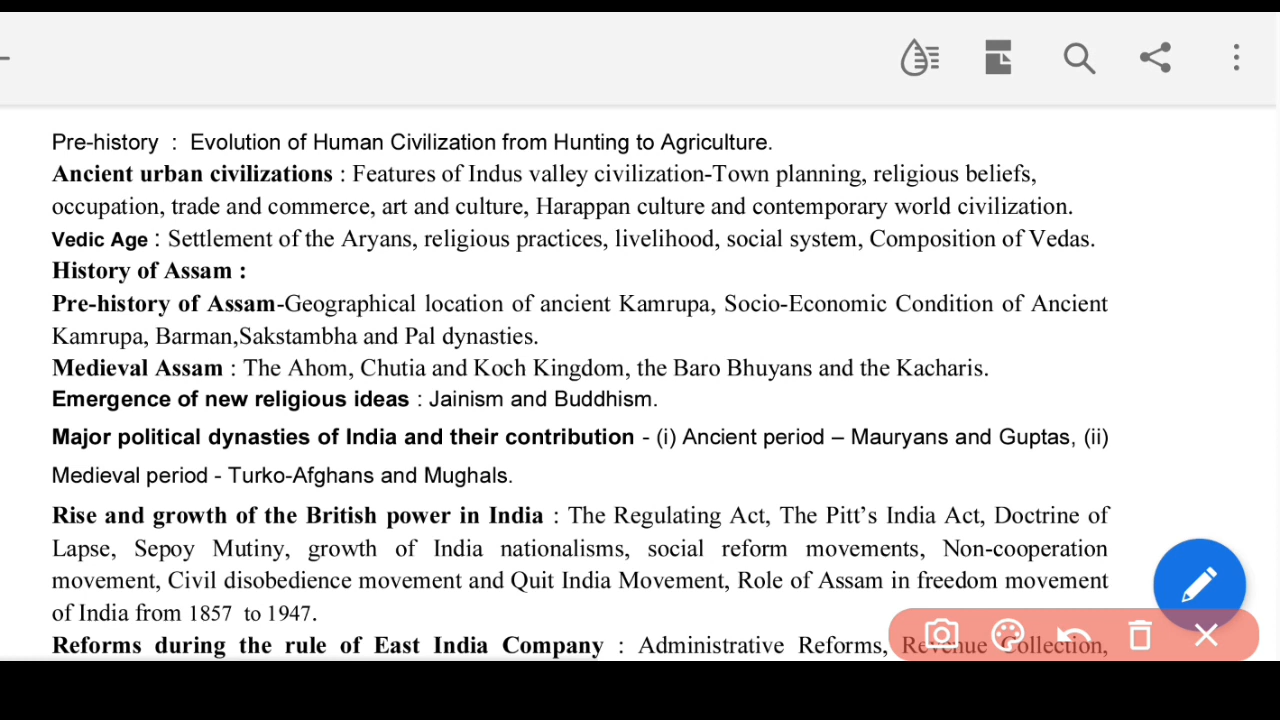 Pre-history : Evolution of Human Civilization from Hunting to Agriculture.
Ancient urban civilizations : Features of Indus valley civilization-Town planning, religious beliefs,
occupation, trade and commerce, art and culture, Harappan culture and contemporary world civilization.
Vedic Age : Settlement of the Aryans, religious practices, livelihood, social system, Composition of Vedas.
History of Assam :
Pre-history of Assam-Geographical location of ancient Kamrupa, Socio-Economic Condition of Ancient
Kamrupa, Barman,Sakstambha and Pal dynasties.
Medieval Assam : The Ahom, Chutia and Koch Kingdom, the Baro Bhuyans and the Kacharis.
Emergence of new religious ideas : Jainism and Buddhism.
Major political dynasties of India and their contribution - (i) Ancient period – Mauryans and Guptas, (ii)
Medieval period - Turko-Afghans and Mughals.
Rise and growth of the British power in India : The Regulating Act, The Pitt's India Act, Doctrine of
Lapse, Sepoy Mutiny, growth of India nationalisms, social reform movements, Non-cooperation
movement, Civil disobedience movement and Quit India Movement, Role of Assam in freedom movement
of India from 1857 to 1947.
Reforms during the rule of East India Company : Administrative Reforms, Revenue Collection,